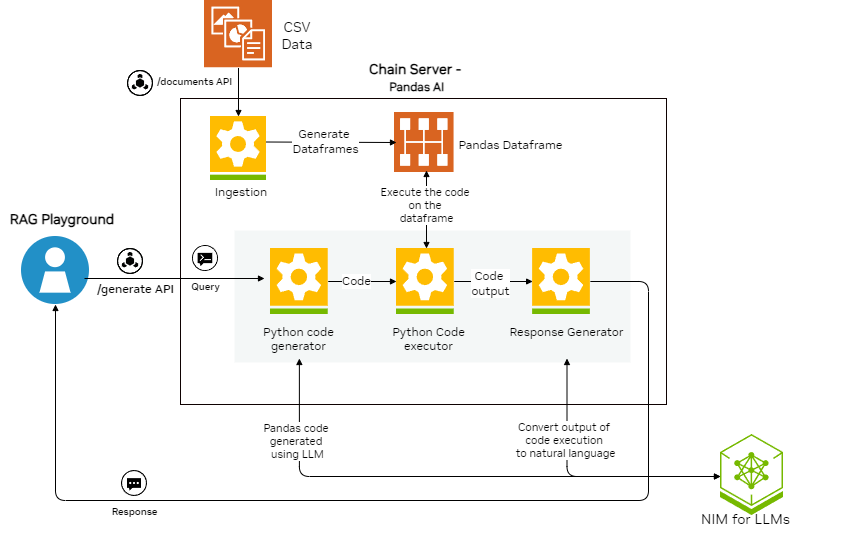 CSV
Data
/documents API
Chain Server -
Pandas AI
Generate
Dataframes
Pandas Dataframe
Ingestion
Execute the code
on the
dataframe
RAG Playground
/generate API
Query
Code
Code
output
Python code
generator
Python Code
executor
Response Generator
Pandas code
generated
using LLM
Convert output of
code execution
to natural language
Response
NIM for LLMs